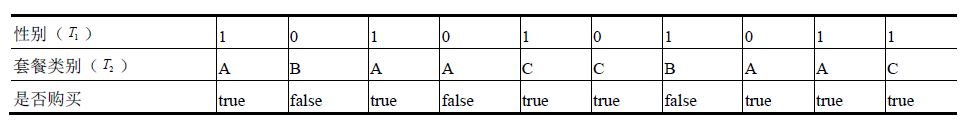 性别（T₁） 1 0 1 0 1 0 1 0 1 1
套餐类别（T₂） A B A A C C B A A C
是否购买 true false true false true true false true true true